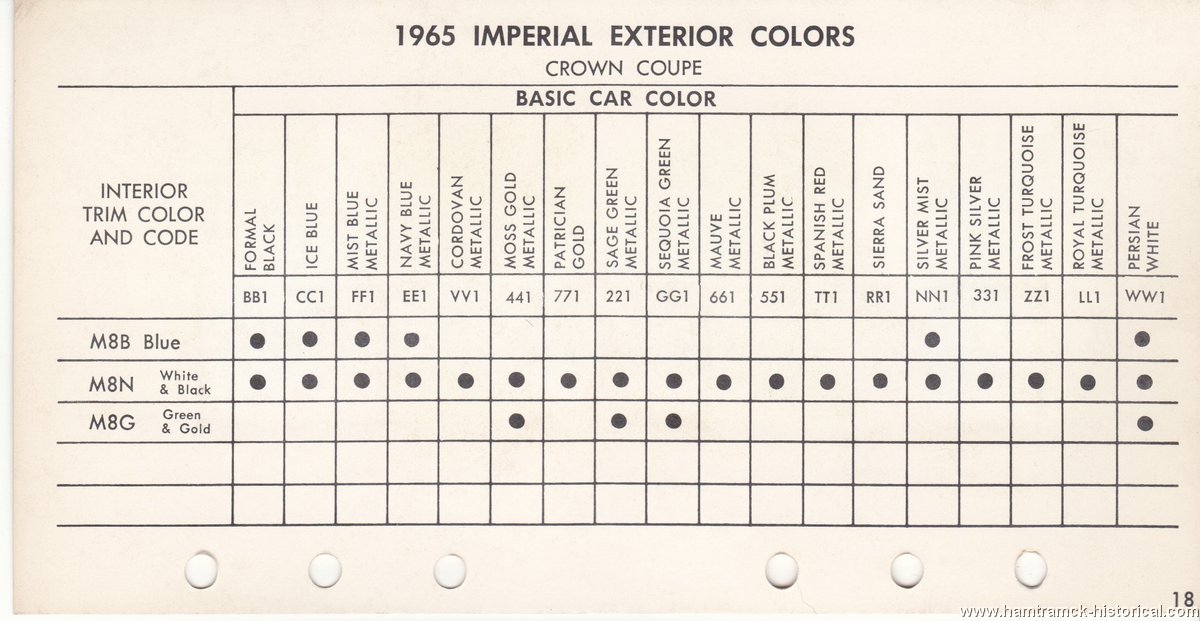 1965 IMPERIAL EXTERIOR COLORS
CROWN COUPE
BASIC CAR COLOR
INTERIOR
TRIM COLOR
AND CODE
FORMAL
BLACK
ICE BLUE
MIST BLUE
METALLIC
NAVY BLUE
METALLIC
CORDOVAN
METALLIC
MOSS GOLD
METALLIC
PATRICIAN
GOLD
SAGE GREEN
METALLIC
SEQUOIA GREEN
METALLIC
MAUVE
METALLIC
BLACK PLUM
METALLIC
SPANISH RED
METALLIC
SIERRA SAND
SILVER MIST
METALLIC
PINK SILVER
METALLIC
FROST TURQUOISE
METALLIC
ROYAL TURQUOISE
METALLIC
PERSIAN
WHITE
BB1 CC1 FF1 EE1 VV1 441 771 221 GG1 661 551 TT1 RR1 NN1 331 ZZ1 LL1 WW1
M8B Blue
M8N White
& Black
M8G Green
& Gold
18
www.hamtramck-historical.com